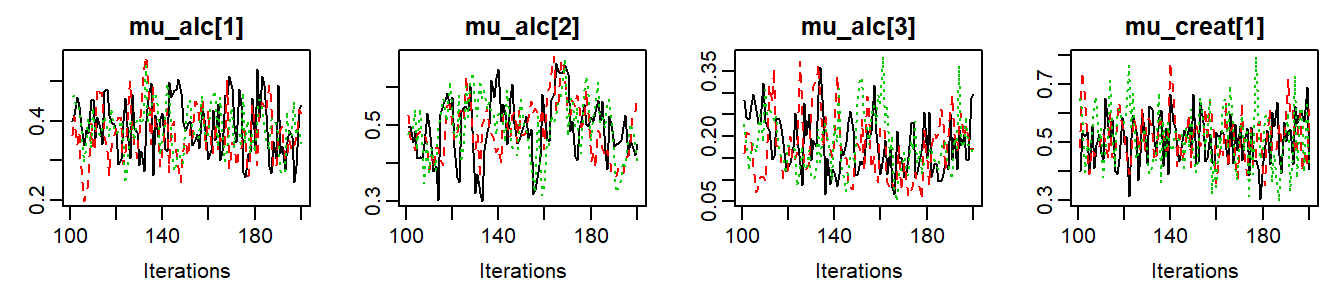 mu_alc[1]
0.4
0.2
100 140 180
Iterations
mu_alc[2]
0.5
0.3
100 140 180
Iterations
mu_alc[3]
0.35
0.20
0.05
100 140 180
Iterations
mu_creat[1]
0.7
0.5
0.3
100 140 180
Iterations